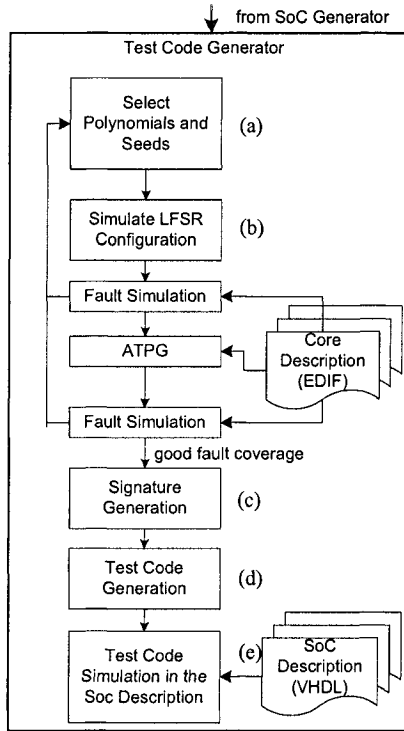 from SoC Generator
Test Code Generator
Select
Polynomials and
Seeds
(a)
Simulate LFSR
Configuration
(b)
Fault Simulation
ATPG
Core
Description
(EDIF)
Fault Simulation
good fault coverage
Signature
Generation
(c)
Test Code
Generation
(d)
Test Code
Simulation in the
Soc Description
(e)
SoC
Description
(VHDL)